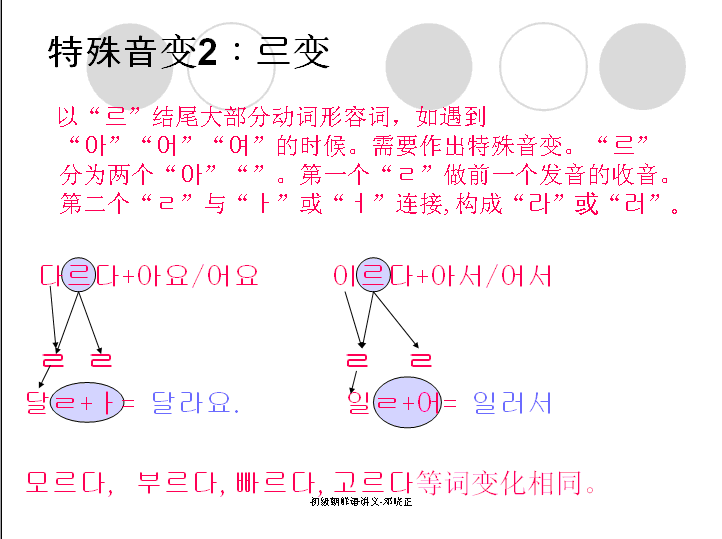 特殊音变2：르变
以“르”结尾大部分动词形容词，如遇到
“아”“어”“여”的时候。需要作出特殊音变。“르”
分为两个“아”“”。第一个“ㄹ”做前一个发音的收音。
第二个“ㄹ”与“ㅏ”或“ㅓ”连接,构成“라”或“러”。
다르다+아요/어요 이르다+아서/어서
르 르 르 르
달ㄹ+ㅏ= 달라요. 일르+어= 일러서
모르다, 부르다,빠르다,고르다等词变化相同。
初级朝鲜语讲义-邓晓正